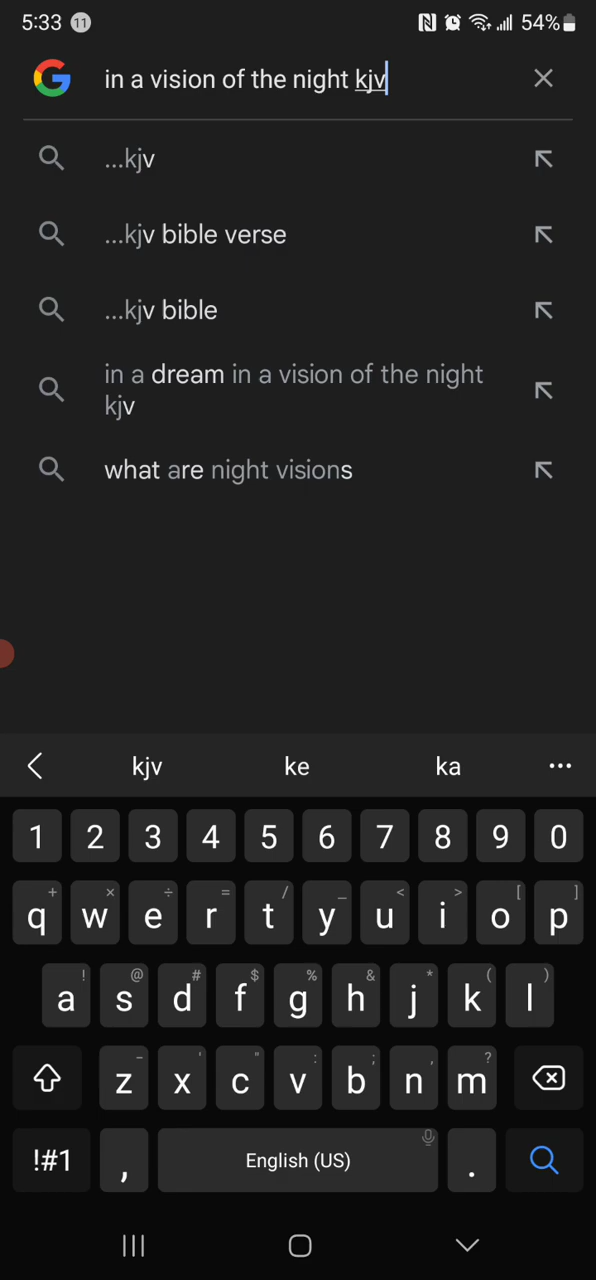 5:33 11 54%
in a vision of the night kjv
...kjv
...kjv bible verse
...kjv bible
in a dream in a vision of the night
kjv
what are night visions
kjv ke ka ...
1 2 3 4 5 6 7 8 9 0
+ × ÷ = / _ < > [ ]
q w e r t y u i o p
! @ # $ % & * ( )
a s d f g h j k l
- ' " : ; , ?
z x c v b n m
!#1 , English (US) .